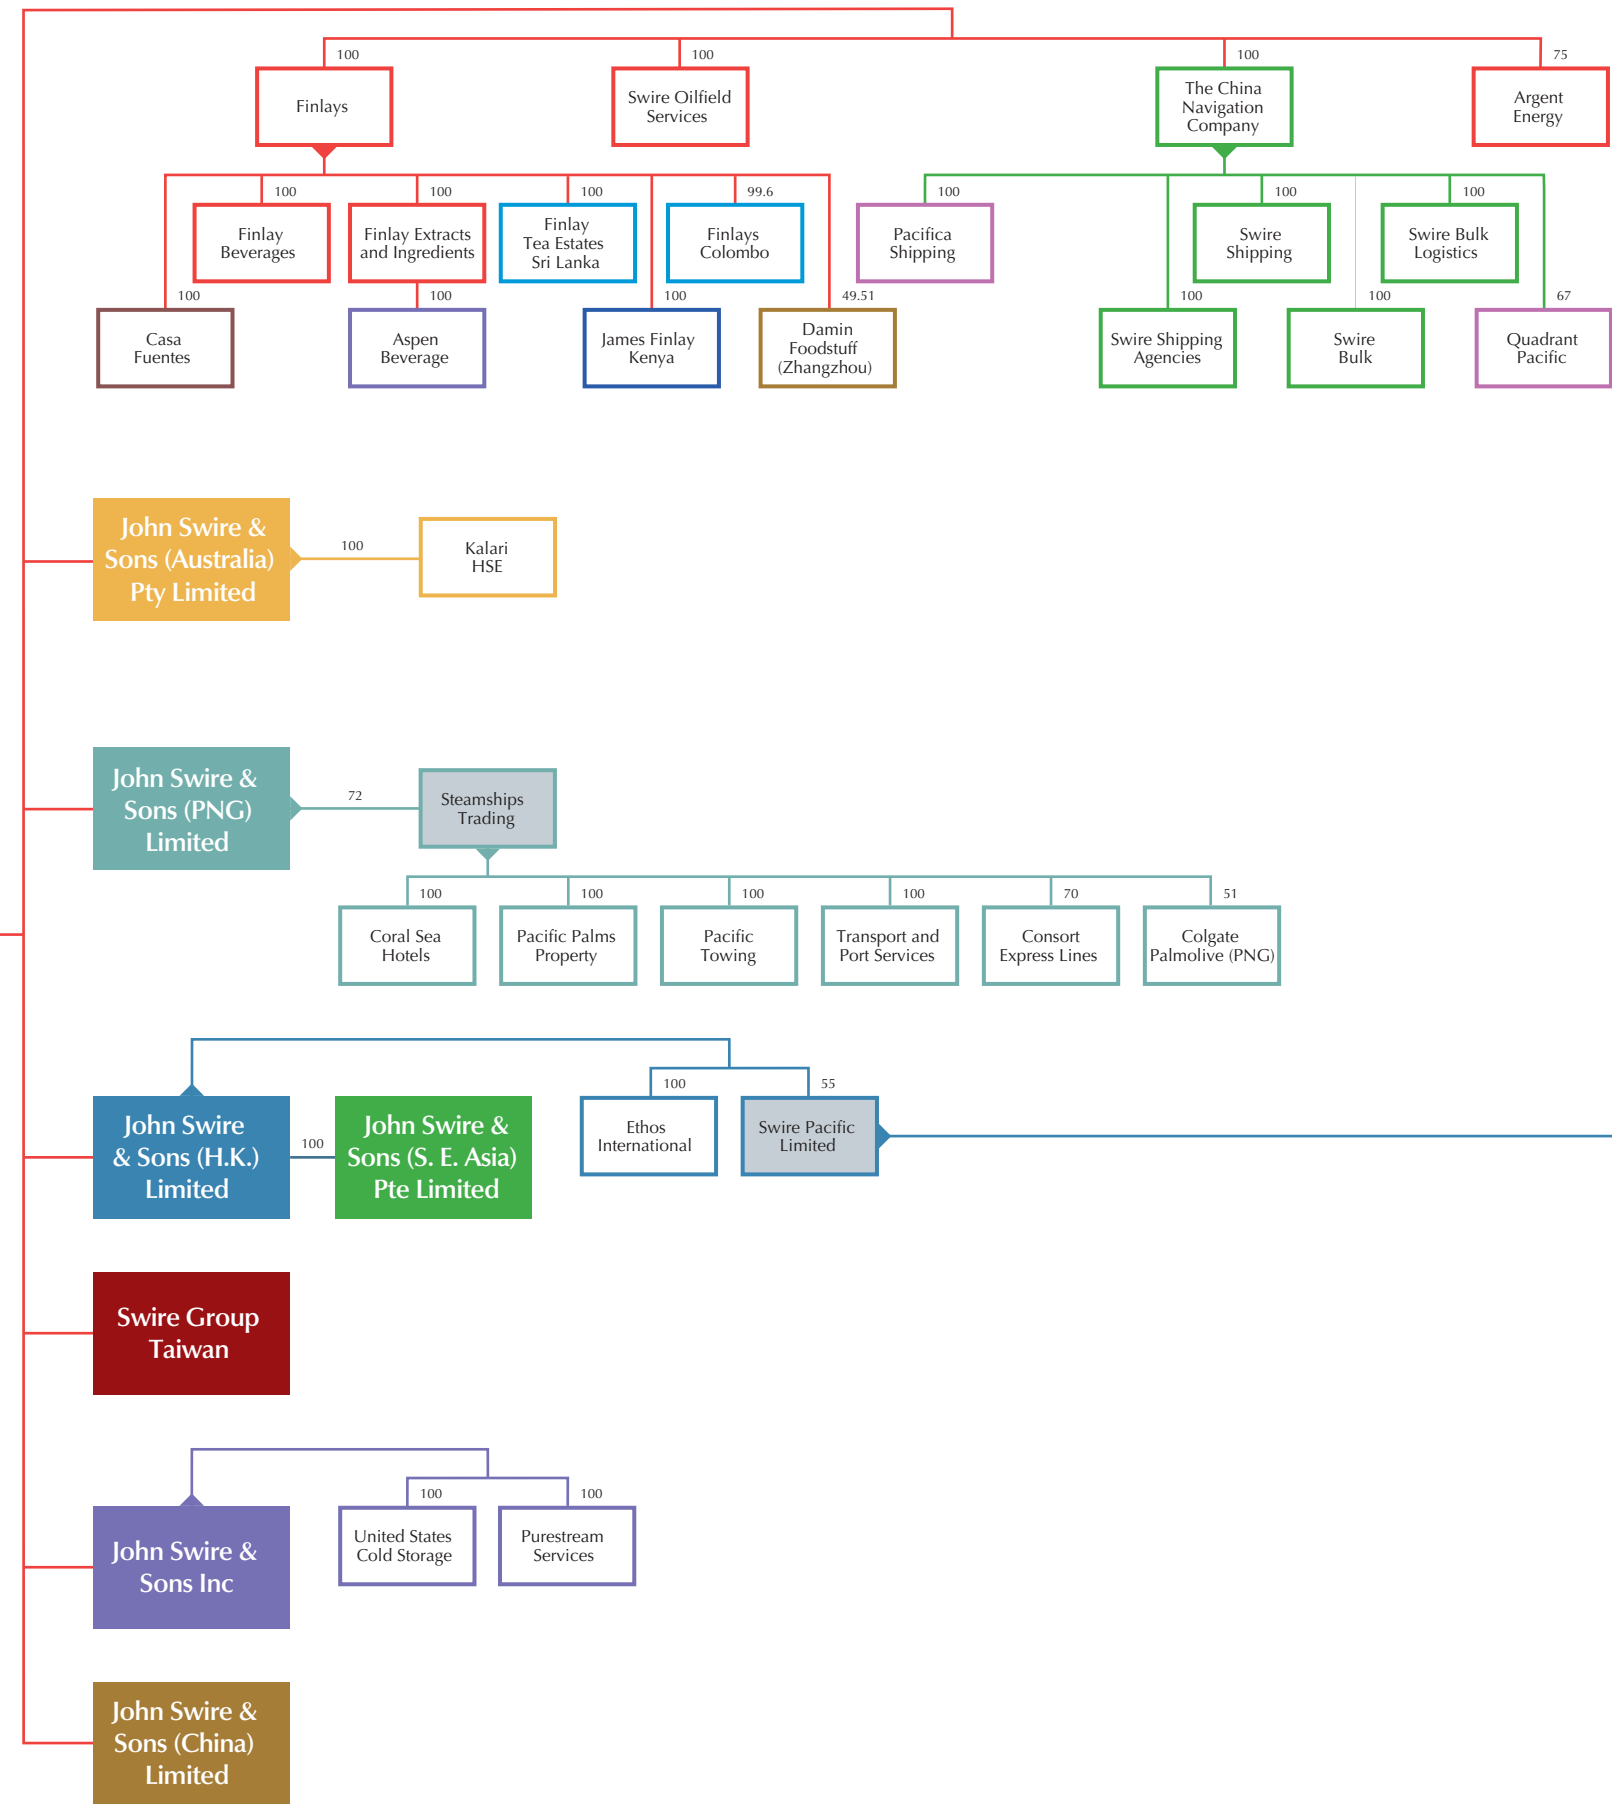 100
100
100
75
Finlays
Swire Oilfield
Services
The China
Navigation
Company
Argent
Energy
100
100
100
99.6
100
100
100
Finlay
Beverages
Finlay Extracts
and Ingredients
Finlay
Tea Estates
Sri Lanka
Finlays
Colombo
Pacifica
Shipping
Swire
Shipping
Swire Bulk
Logistics
100
100
100
49.51
100
100
67
Casa
Fuentes
Aspen
Beverage
James Finlay
Kenya
Damin
Foodstuff
(Zhangzhou)
Swire Shipping
Agencies
Swire
Bulk
Quadrant
Pacific
John Swire &
Sons (Australia)
Pty Limited
100
Kalari
HSE
John Swire &
Sons (PNG)
Limited
72
Steamships
Trading
100
100
100
100
70
51
Coral Sea
Hotels
Pacific Palms
Property
Pacific
Towing
Transport and
Port Services
Consort
Express Lines
Colgate
Palmolive (PNG)
100
55
John Swire
& Sons (H.K.)
Limited
100
John Swire &
Sons (S. E. Asia)
Pte Limited
Ethos
International
Swire Pacific
Limited
Swire Group
Taiwan
100
100
John Swire &
Sons Inc
United States
Cold Storage
Purestream
Services
John Swire &
Sons (China)
Limited